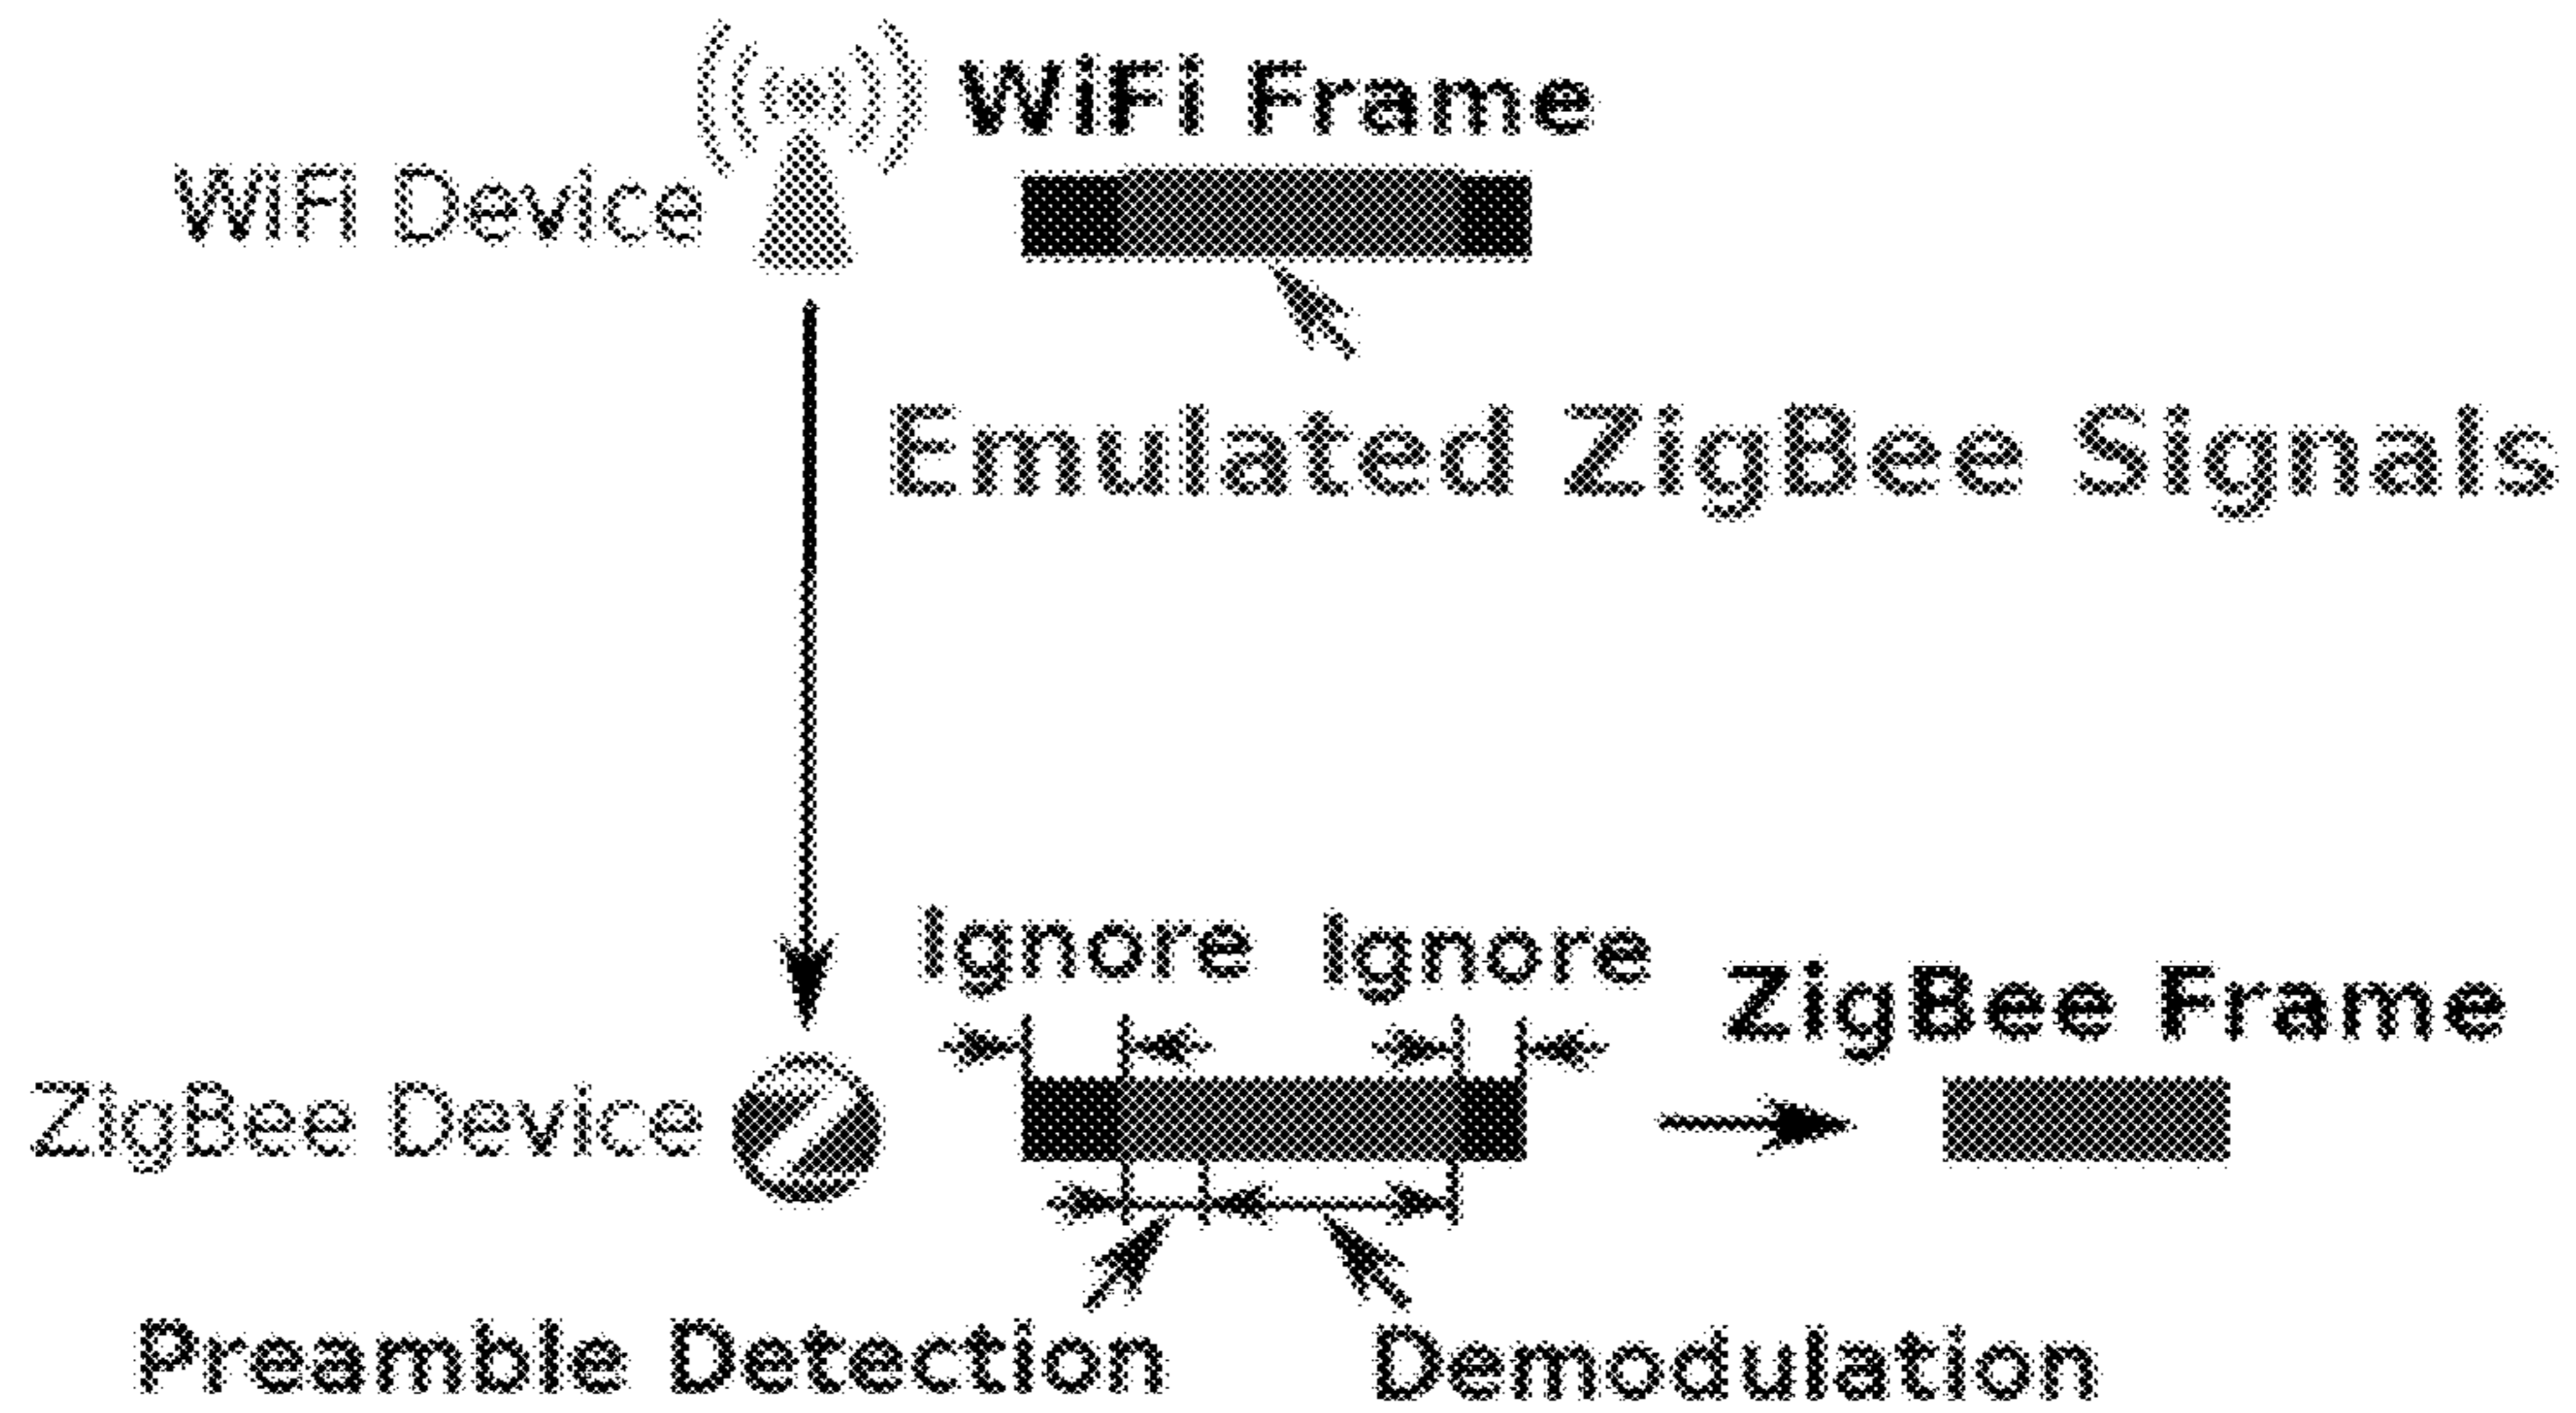 WiFi Frame
WiFi Device
Emulated ZigBee Signals
Ignore Ignore
ZigBee Frame
ZigBee Device
Preamble Detection
Demodulation